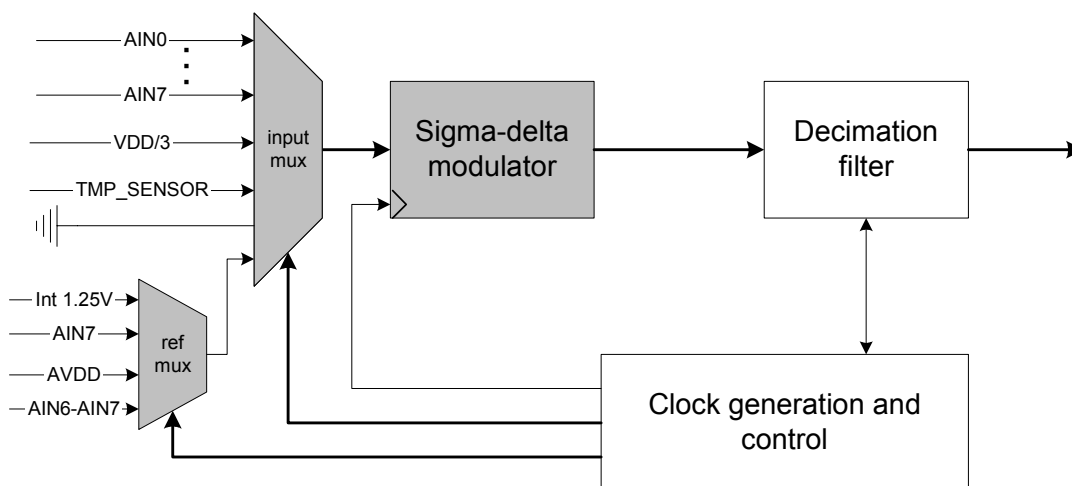 AIN0
AIN7
VDD/3
TMP_SENSOR
input
mux
Sigma-delta
modulator
Decimation
filter
Int 1.25V
AIN7
AVDD
AIN6-AIN7
ref
mux
Clock generation and
control